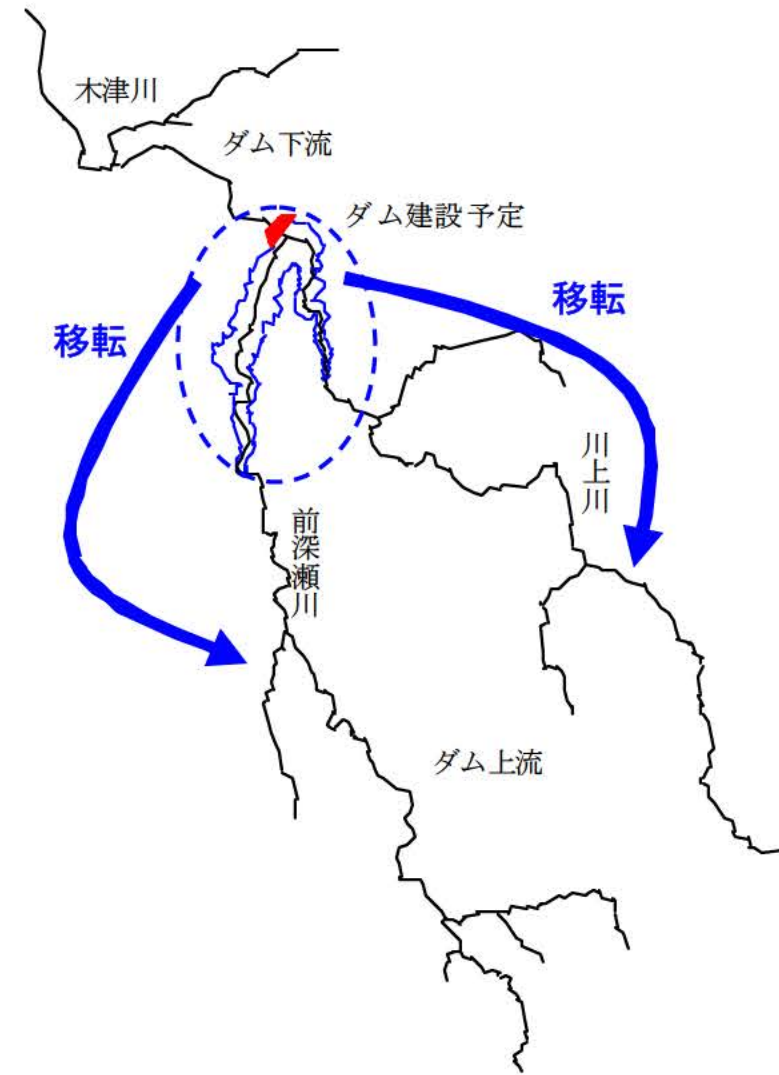 木津川
ダム下流
ダム建設予定
移転
移転
川上川
前深瀬川
ダム上流